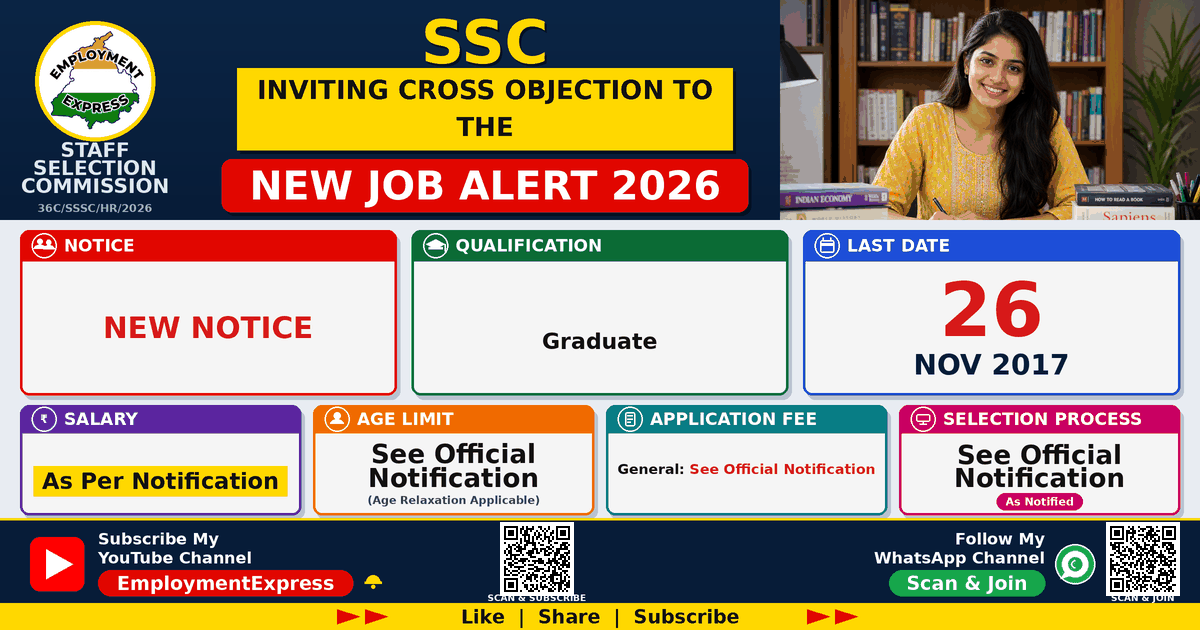 EMPLOYMENT
EXPRESS
STAFF
SELECTION
COMMISSION
36C/SSSC/HR/2026
SSC
INVITING CROSS OBJECTION TO
THE
NEW JOB ALERT 2026
INDIAN ECONOMY
HOW TO READ A BOOK
Sapiens
NOTICE
NEW NOTICE
QUALIFICATION
Graduate
LAST DATE
26
NOV 2017
₹ SALARY
As Per Notification
AGE LIMIT
See Official
Notification
(Age Relaxation Applicable)
APPLICATION FEE
General: See Official Notification
SELECTION PROCESS
See Official
Notification
As Notified
Subscribe My
YouTube Channel
EmploymentExpress
SCAN & SUBSCRIBE
Follow My
WhatsApp Channel
Scan & Join
SCAN & JOIN
Like | Share | Subscribe